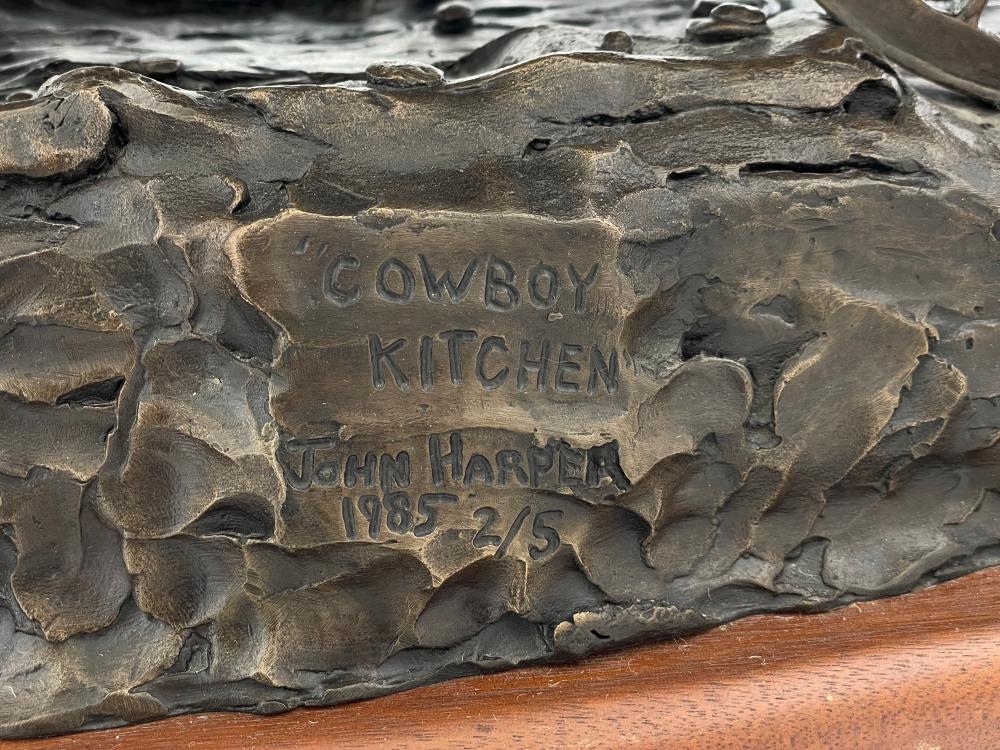 "COWBOY
KITCHEN"
JOHN HARPER
1985 2/5